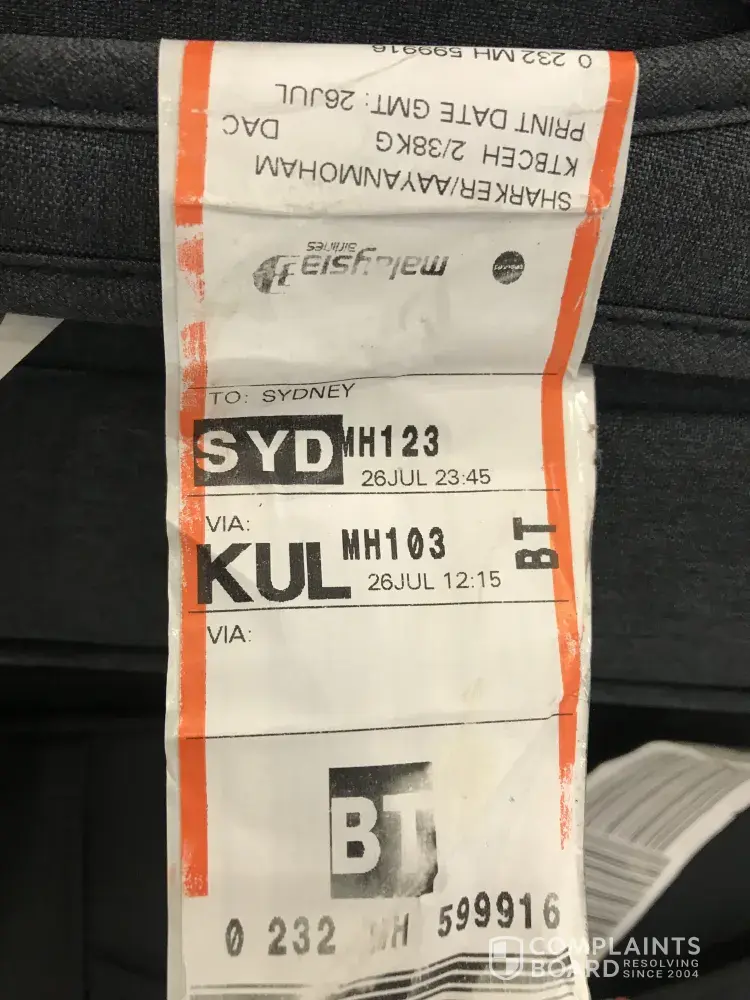 0 232 MH 599916
PRINT DATE GMT: 26JUL
KTBCEH 2/38KG DAC
SHARKER/AAYANMOHAM
malaysia
airlines
TO: SYDNEY
SYD MH123
26JUL 23:45
VIA:
KUL MH103
26JUL 12:15
BT
VIA:
BT
0 232 MH 599916
COMPLAINTS
BOARD RESOLVING
SINCE 2004